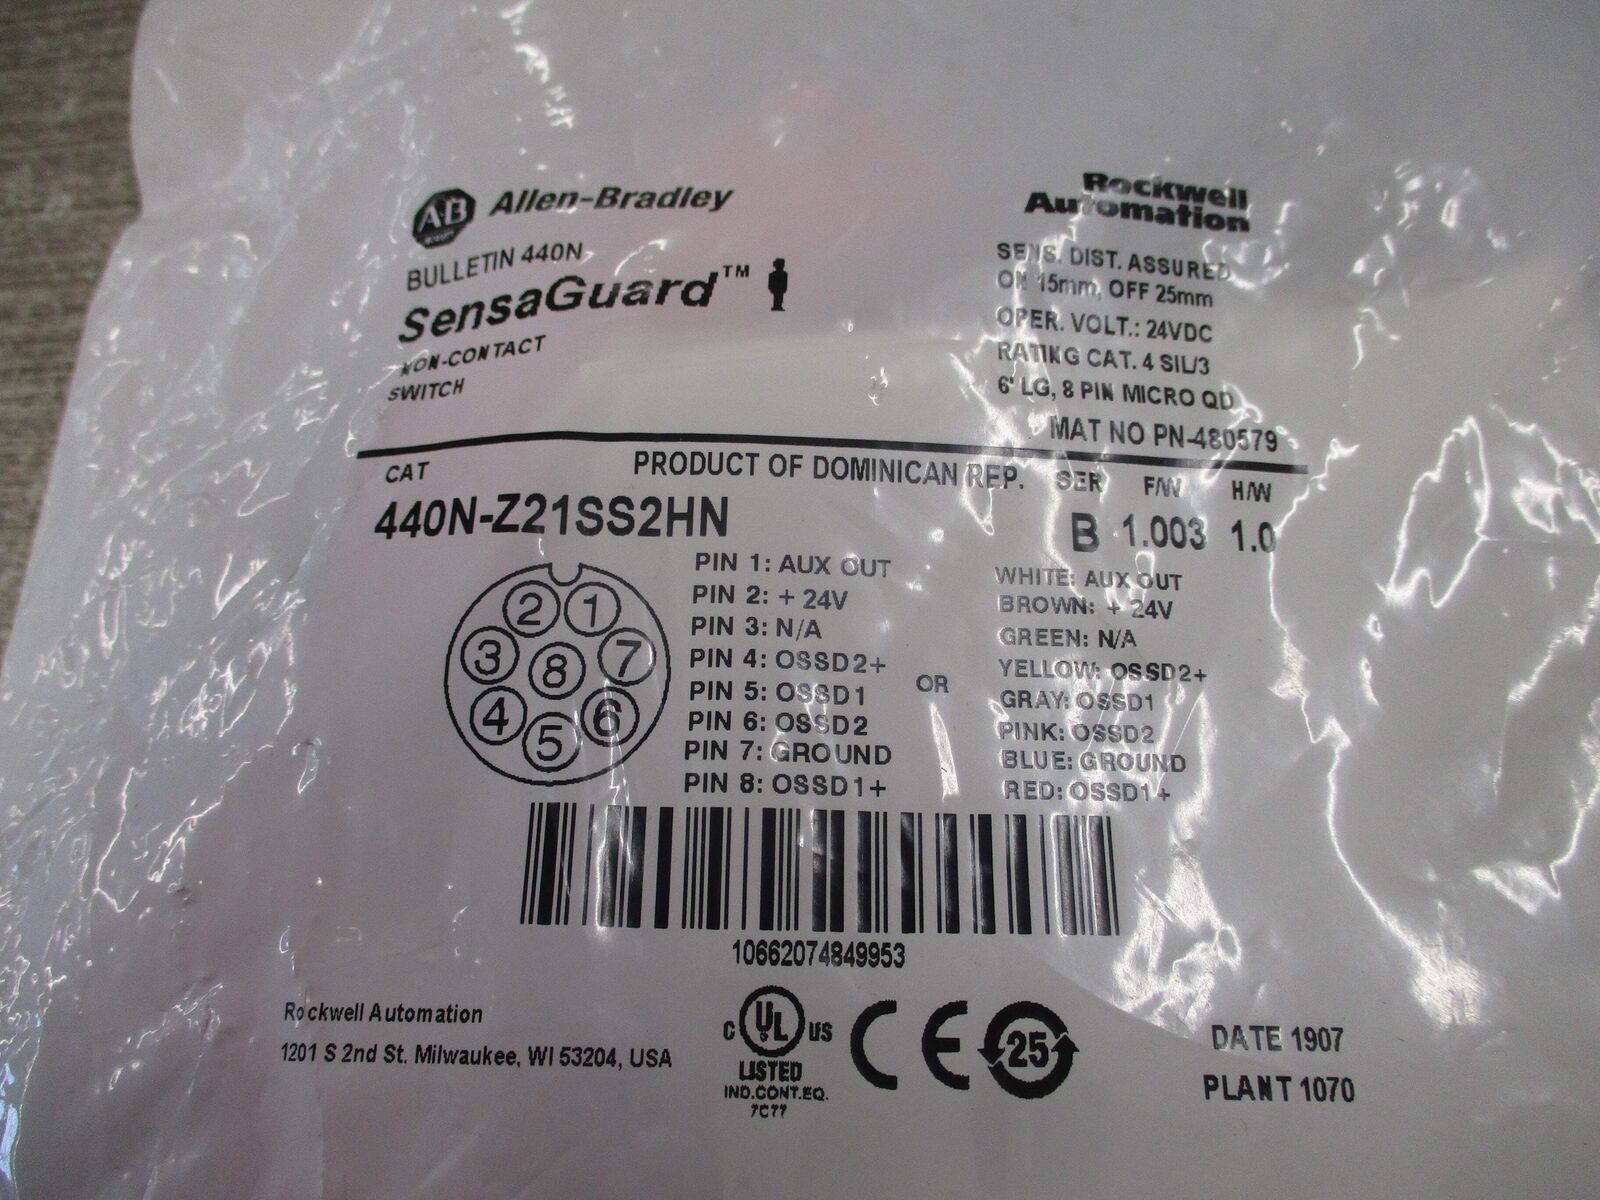 A·B Allen-Bradley
BULLETIN 440N
SensaGuard™
NON-CONTACT
SWITCH
Rockwell
Automation
SENS. DIST. ASSURED
ON 15mm, OFF 25mm
OPER. VOLT.: 24VDC
RATING CAT. 4 SIL/3
6' LG, 8 PIN MICRO QD
MAT NO PN-480579
CAT PRODUCT OF DOMINICAN REP. SER F/W H/W
440N-Z21SS2HN B 1.003 1.0
2 1
3 8 7
4 5 6
PIN 1: AUX OUT
PIN 2: + 24V
PIN 3: N/A
PIN 4: OSSD2+
PIN 5: OSSD1
PIN 6: OSSD2
PIN 7: GROUND
PIN 8: OSSD1+
OR
WHITE: AUX OUT
BROWN: + 24V
GREEN: N/A
YELLOW: OSSD2+
GRAY: OSSD1
PINK: OSSD2
BLUE: GROUND
RED: OSSD1+
10662074849953
Rockwell Automation
1201 S 2nd St. Milwaukee, WI 53204, USA
C UL US
LISTED
IND.CONT.EQ.
7C77
CE
25
DATE 1907
PLANT 1070